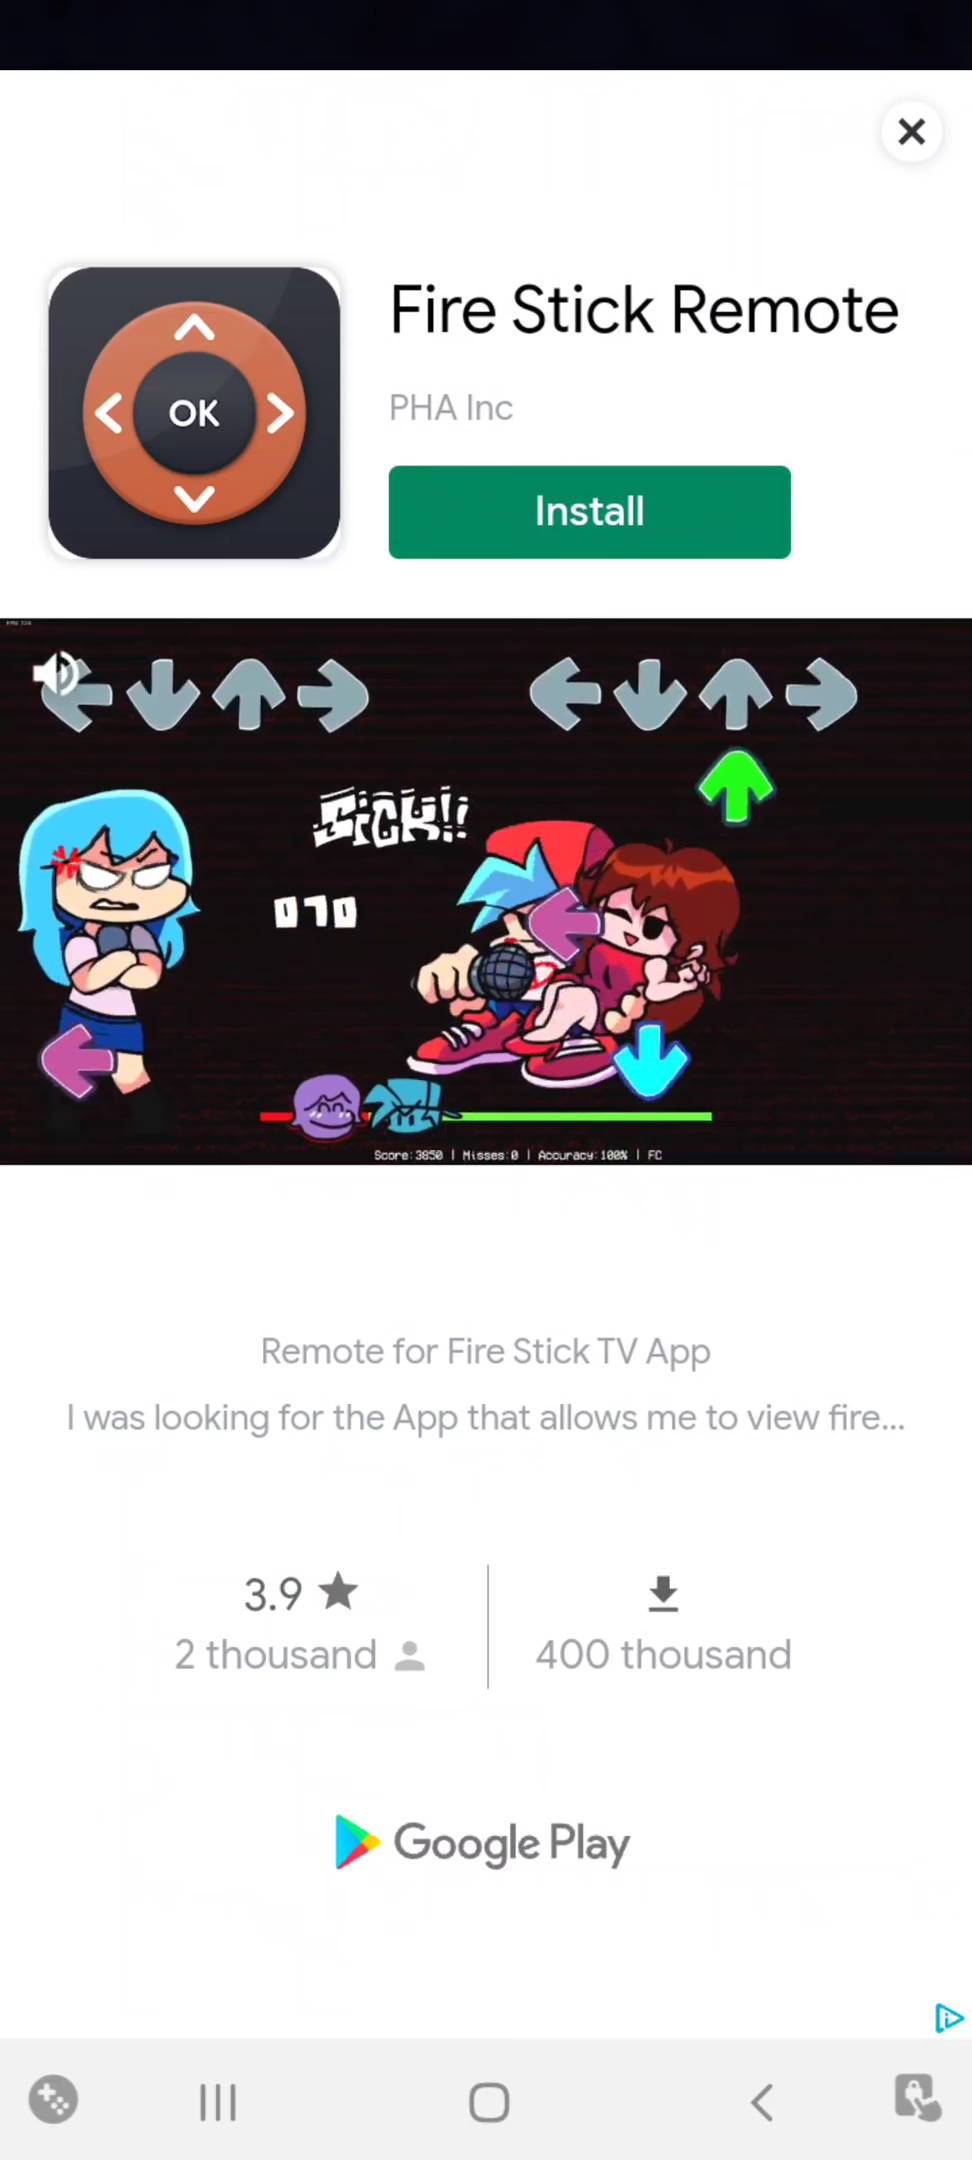 Fire Stick Remote
PHA Inc
OK
Install
SICK!!
070
Score:3850 | Misses:0 | Accuracy:100% | FC
Remote for Fire Stick TV App
I was looking for the App that allows me to view fire...
3.9
2 thousand
400 thousand
Google Play